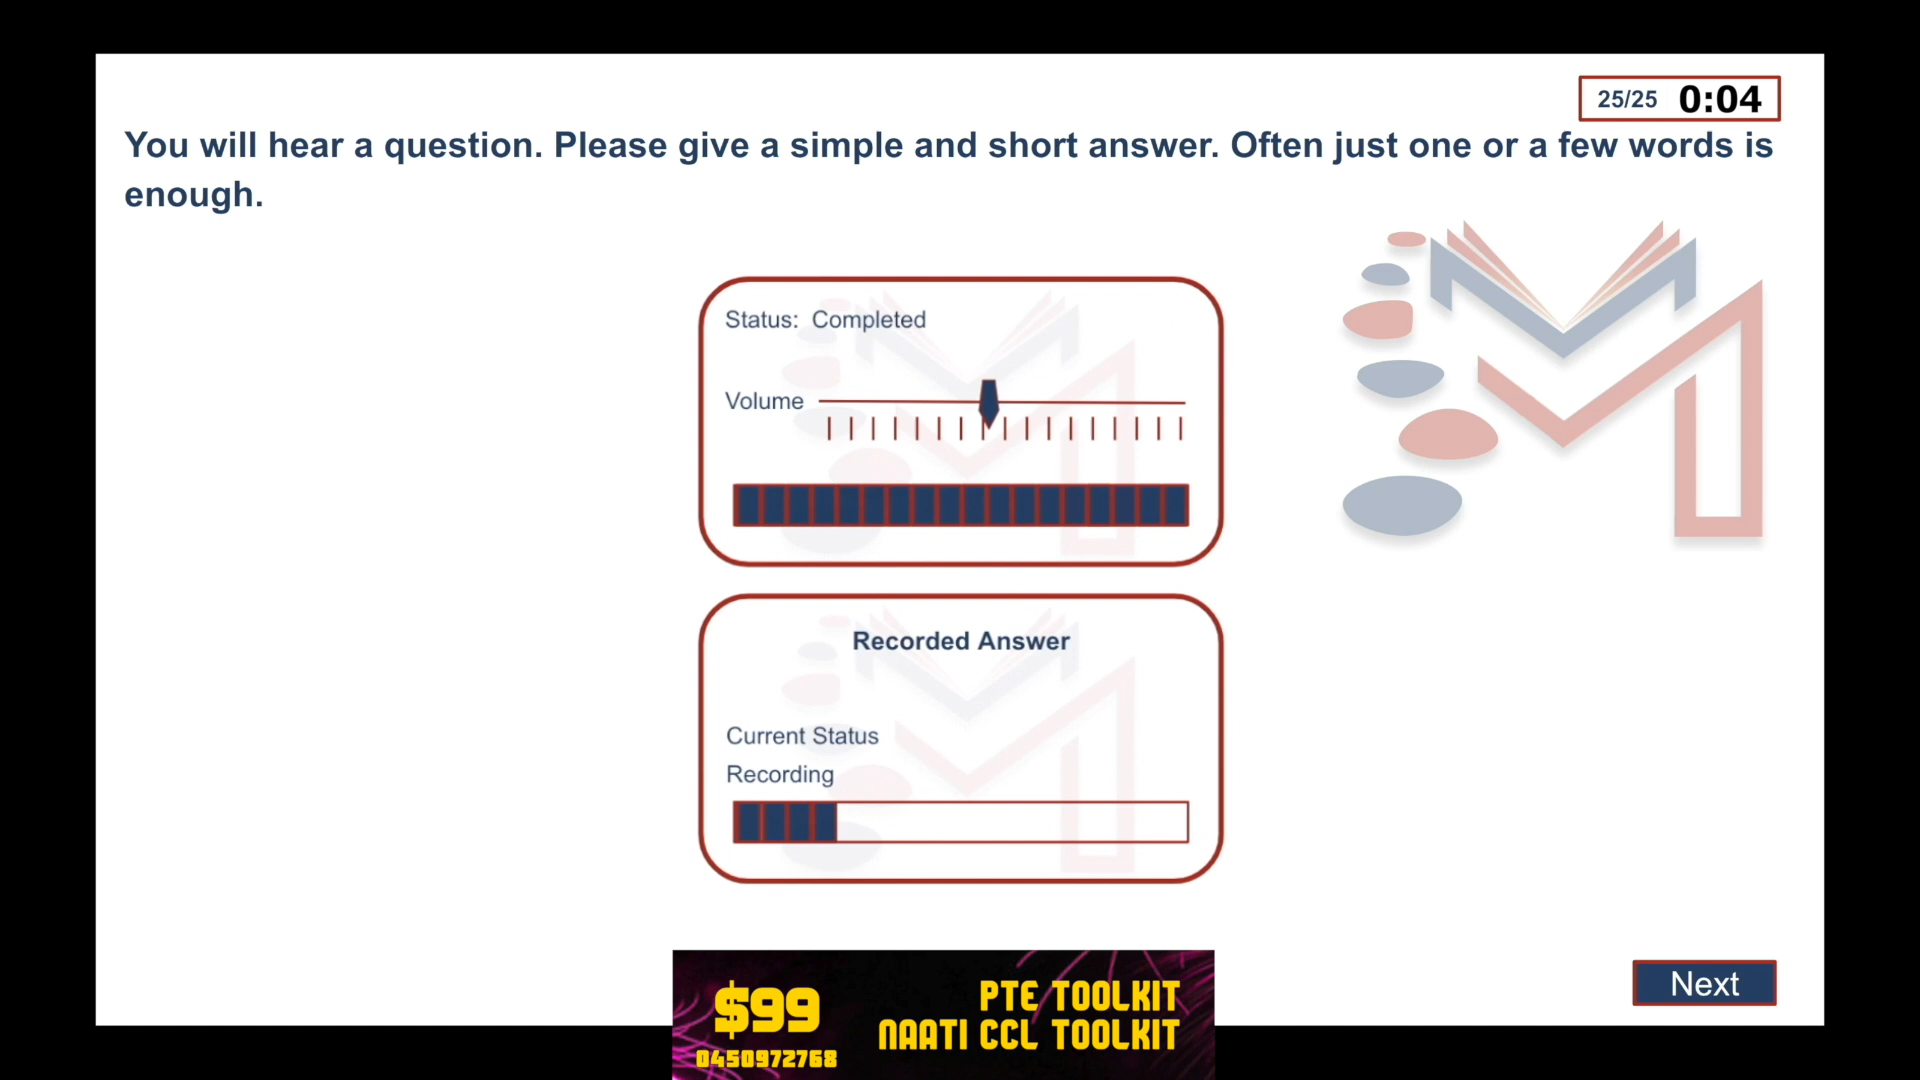 25/25 0:04
You will hear a question. Please give a simple and short answer. Often just one or a few words is
enough.
Status: Completed
Volume
Recorded Answer
Current Status
Recording
Next
$99
0450972768
PTE TOOLKIT
NAATI CCL TOOLKIT